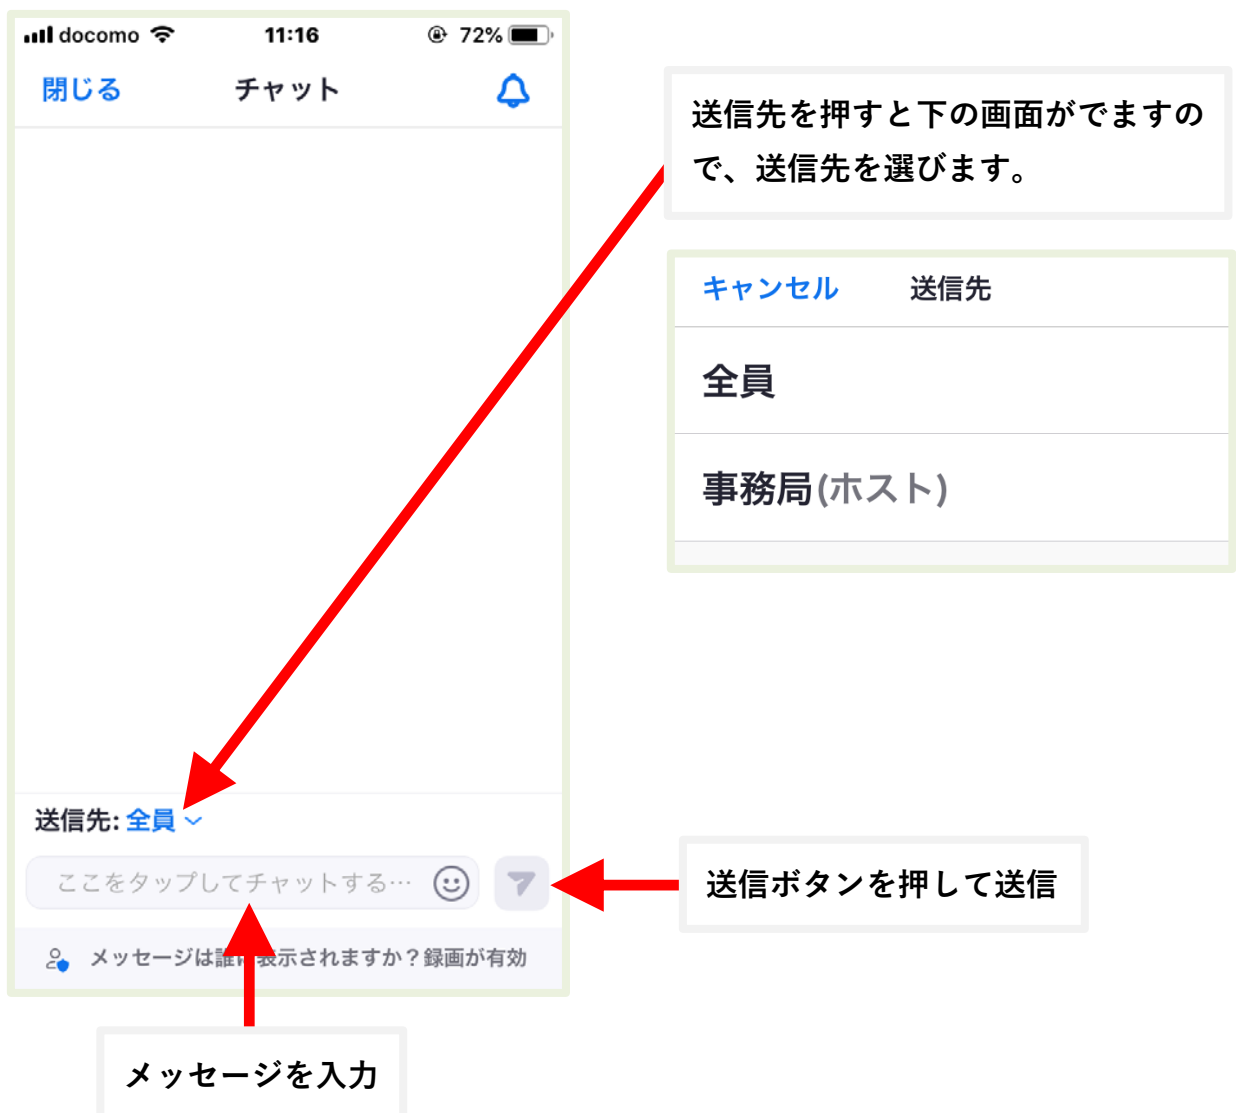 docomo 11:16 72%
閉じる チャット
送信先を押すと下の画面がでますの
で、送信先を選びます。
キャンセル 送信先
全員
事務局(ホスト)
送信先: 全員
ここをタップしてチャットする…
送信ボタンを押して送信
メッセージは誰に表示されますか？録画が有効
メッセージを入力